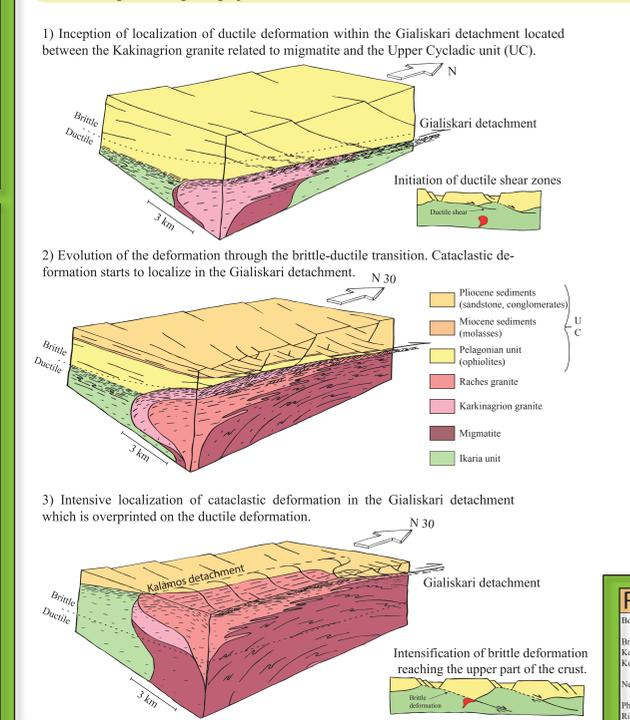 1) Inception of localization of ductile deformation within the Gialiskari detachment located
between the Kakinagrion granite related to migmatite and the Upper Cycladic unit (UC).
N
Brittle
Ductile
Gialiskari detachment
3 km
Initiation of ductile shear zones
Ductile shear
2) Evolution of the deformation through the brittle-ductile transition. Cataclastic de-
formation starts to localize in the Gialiskari detachment.
N 30
Brittle
Ductile
3 km
Pliocene sediments
(sandstone, conglomerates)
Miocene sediments
(molasses)
Pelagonian unit
(ophiolites)
U
C
Raches granite
Karkinagrion granite
Migmatite
Ikaria unit
3) Intensive localization of cataclastic deformation in the Gialiskari detachment
which is overprinted on the ductile deformation.
N 30
Kalamos detachment
Brittle
Ductile
Gialiskari detachment
3 km
Intensification of brittle deformation
reaching the upper part of the crust.
Brittle
deformation